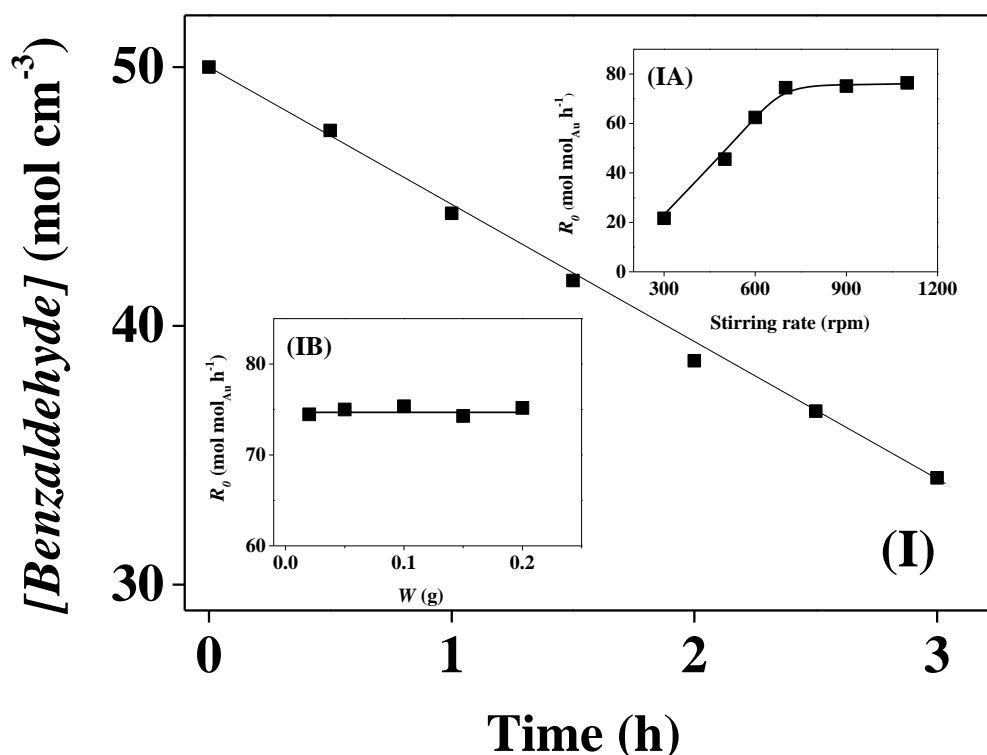 [Benzaldehyde] (mol cm⁻³)
50
40
30
0
1
2
3
Time (h)
(I)
(IA)
R₀ (mol mol_Au h⁻¹)
80
60
40
20
0
300
600
900
1200
Stirring rate (rpm)
(IB)
R₀ (mol mol_Au h⁻¹)
80
70
60
0.0
0.1
0.2
W (g)